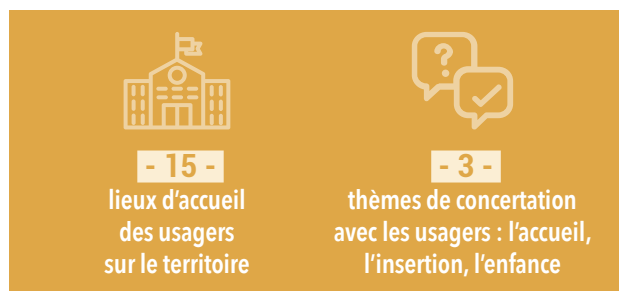 - 15 -
lieux d'accueil
des usagers
sur le territoire
- 3 -
thèmes de concertation
avec les usagers : l'accueil,
l'insertion, l'enfance